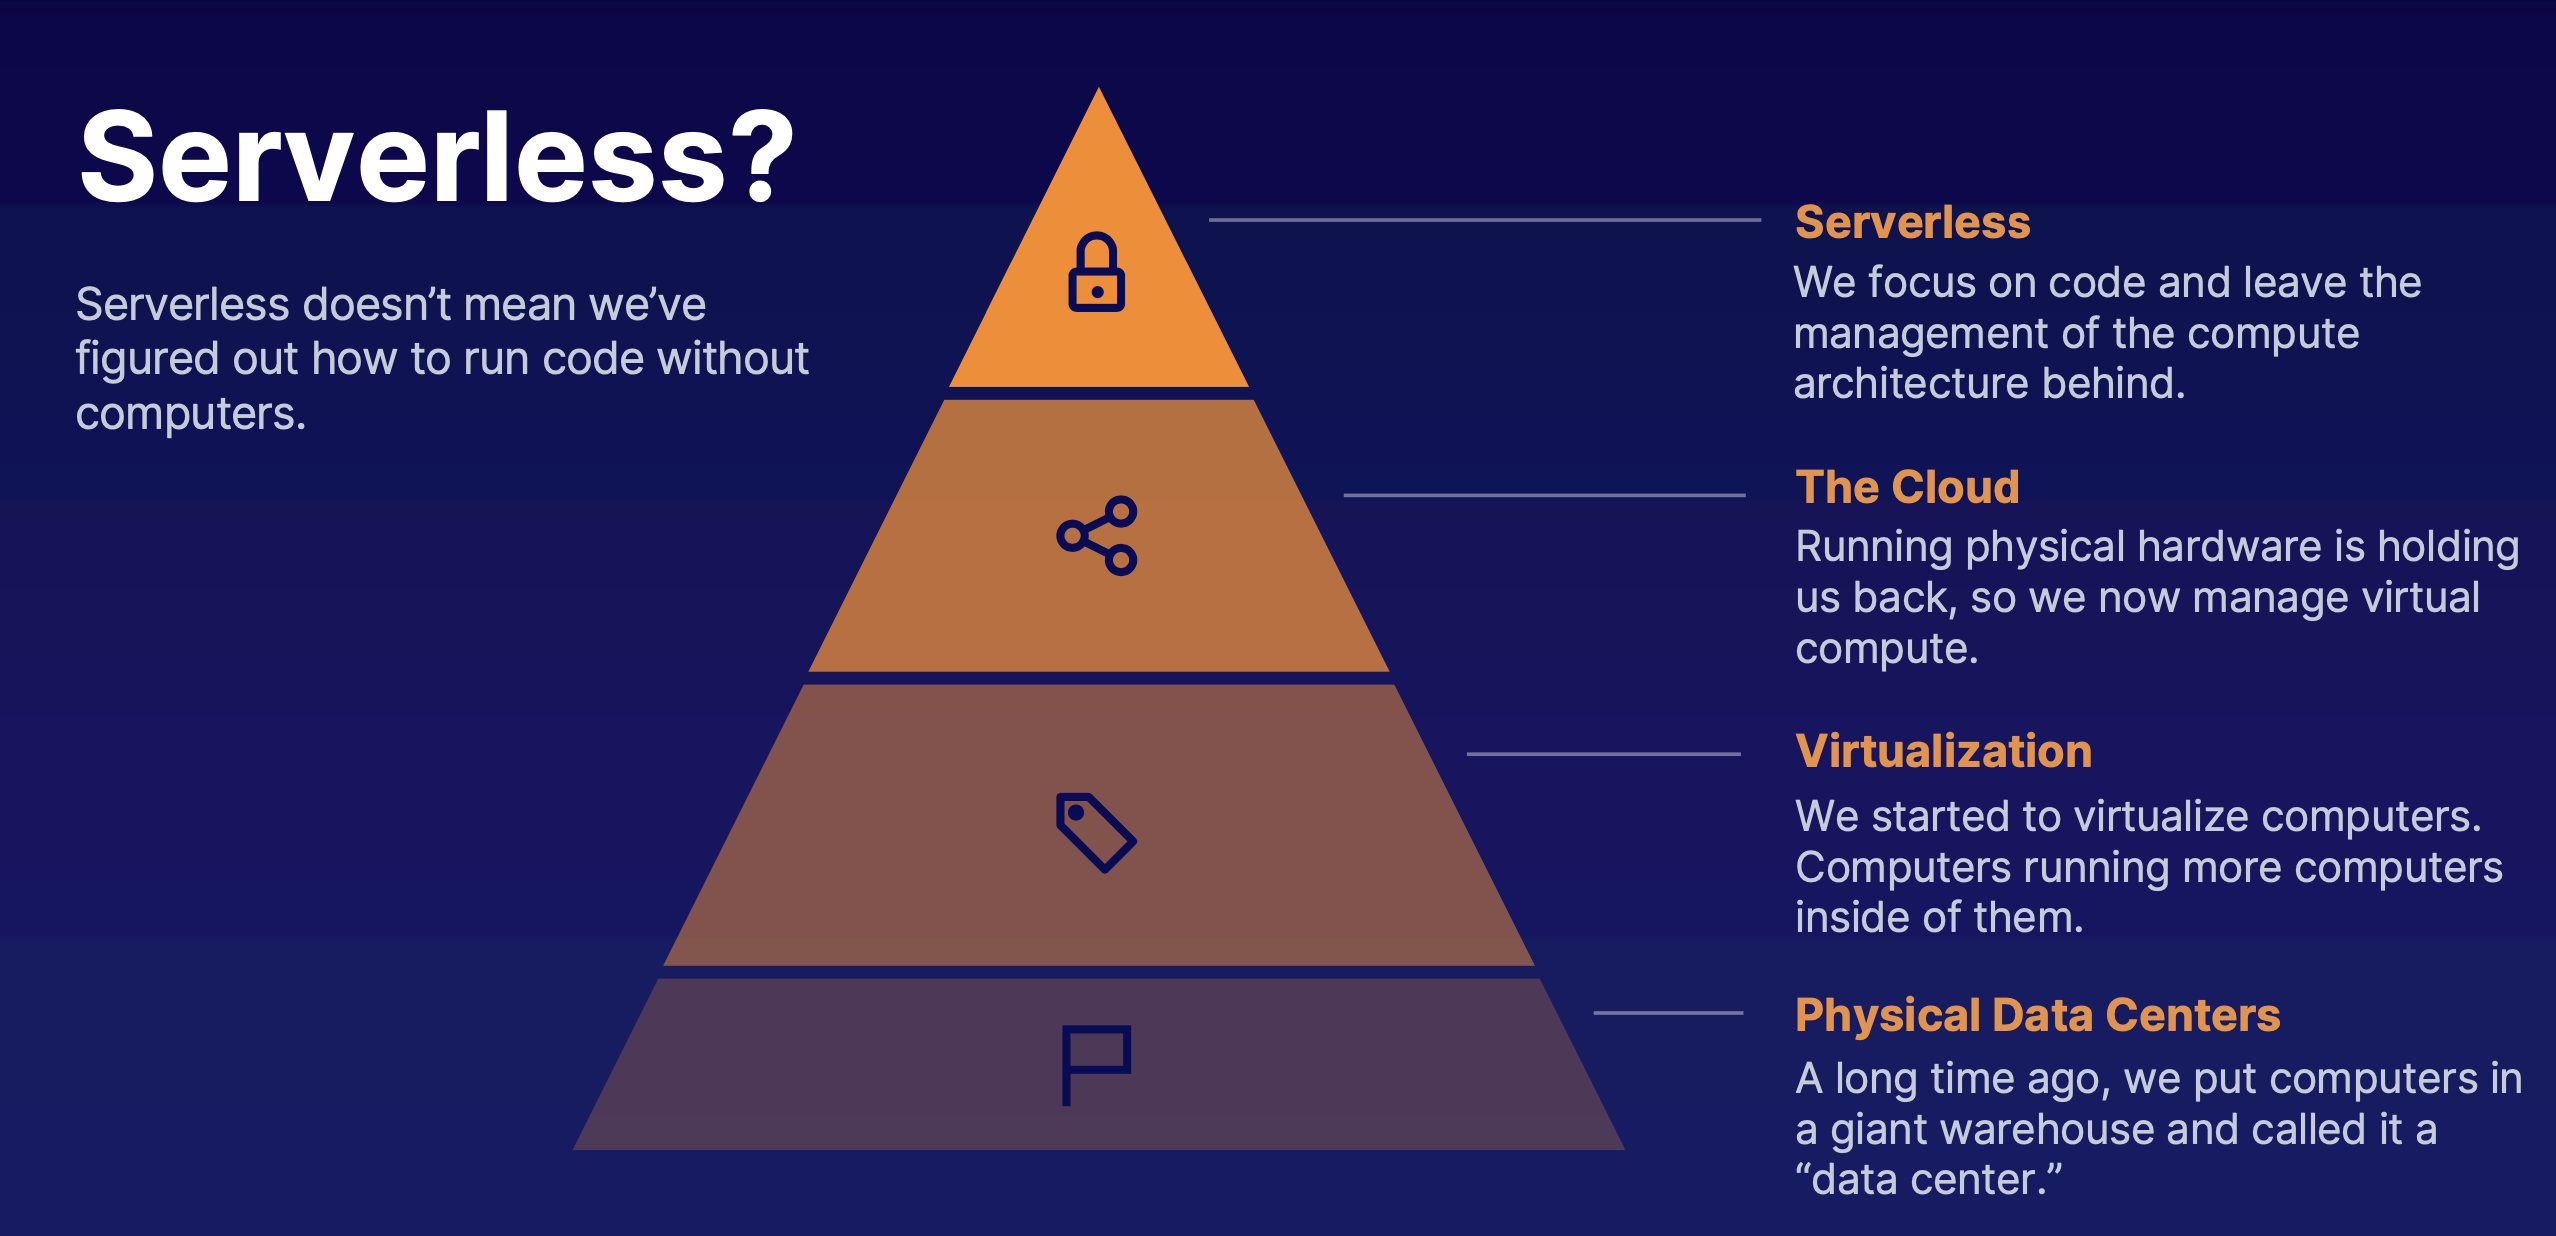 Serverless?
Serverless doesn’t mean we’ve
figured out how to run code without
computers.
Serverless
We focus on code and leave the
management of the compute
architecture behind.
The Cloud
Running physical hardware is holding
us back, so we now manage virtual
compute.
Virtualization
We started to virtualize computers.
Computers running more computers
inside of them.
Physical Data Centers
A long time ago, we put computers in
a giant warehouse and called it a
“data center.”